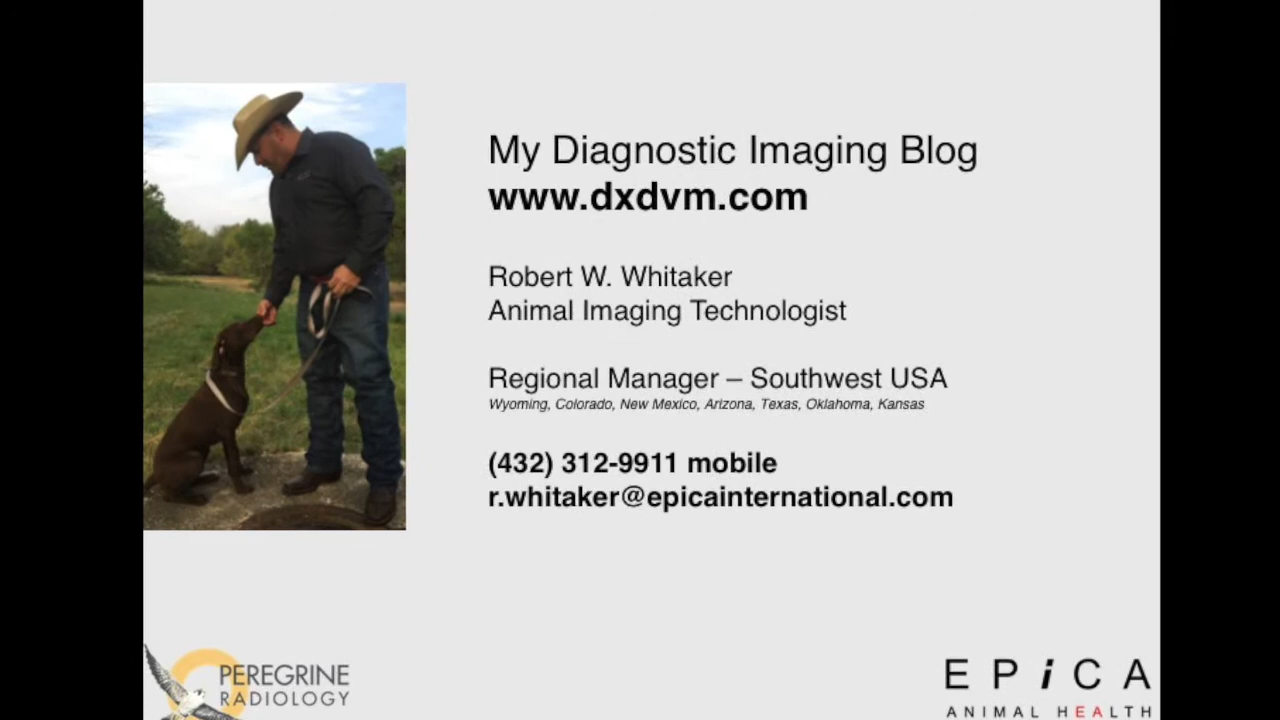 My Diagnostic Imaging Blog
www.dxdvm.com
Robert W. Whitaker
Animal Imaging Technologist
Regional Manager – Southwest USA
Wyoming, Colorado, New Mexico, Arizona, Texas, Oklahoma, Kansas
(432) 312-9911 mobile
r.whitaker@epicainternational.com
PEREGRINE
RADIOLOGY
EPiCA
ANIMAL HEALTH